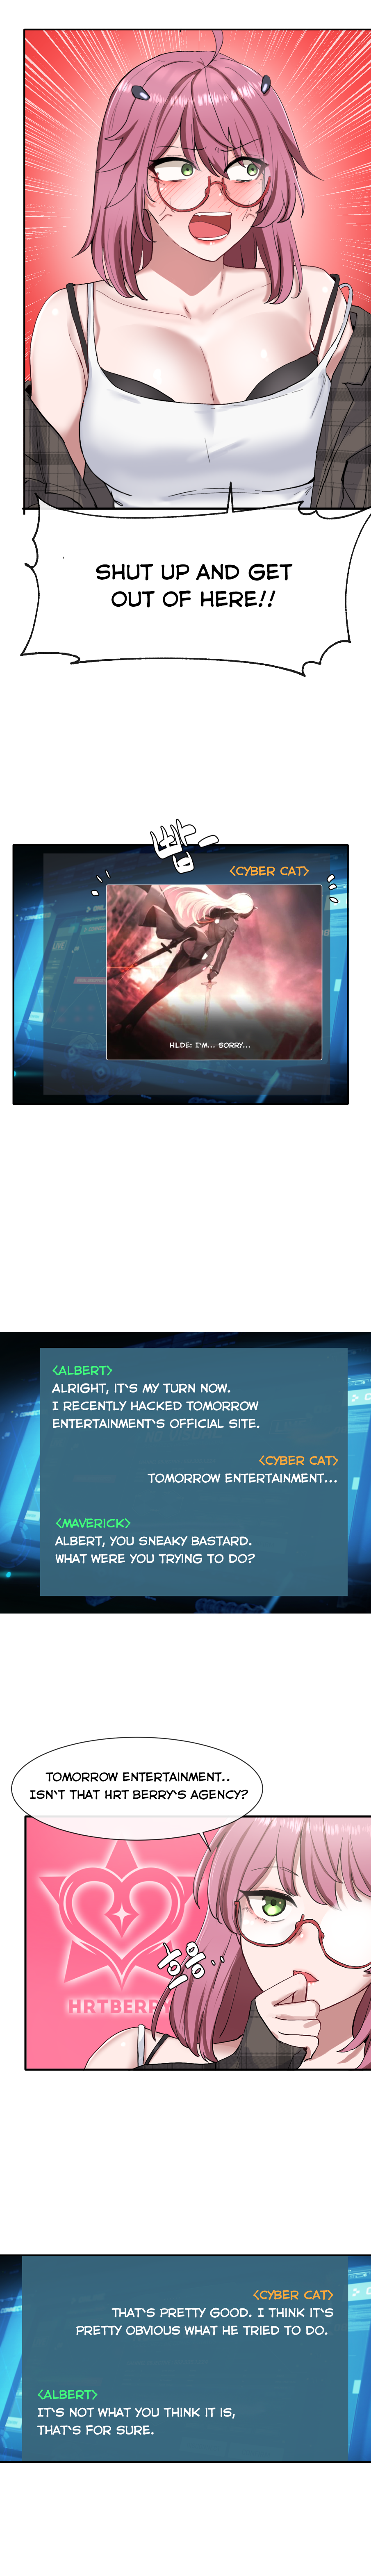 SHUT UP AND GET
OUT OF HERE!!
빱
<CYBER CAT>
HILDE: I'M... SORRY...
<ALBERT>
ALRIGHT, IT'S MY TURN NOW.
I RECENTLY HACKED TOMORROW
ENTERTAINMENT'S OFFICIAL SITE.
<CYBER CAT>
TOMORROW ENTERTAINMENT...
<MAVERICK>
ALBERT, YOU SNEAKY BASTARD.
WHAT WERE YOU TRYING TO DO?
TOMORROW ENTERTAINMENT..
ISN'T THAT HRT BERRY'S AGENCY?
흐응..
HRTBERR
<CYBER CAT>
THAT'S PRETTY GOOD. I THINK IT'S
PRETTY OBVIOUS WHAT HE TRIED TO DO.
<ALBERT>
IT'S NOT WHAT YOU THINK IT IS,
THAT'S FOR SURE.